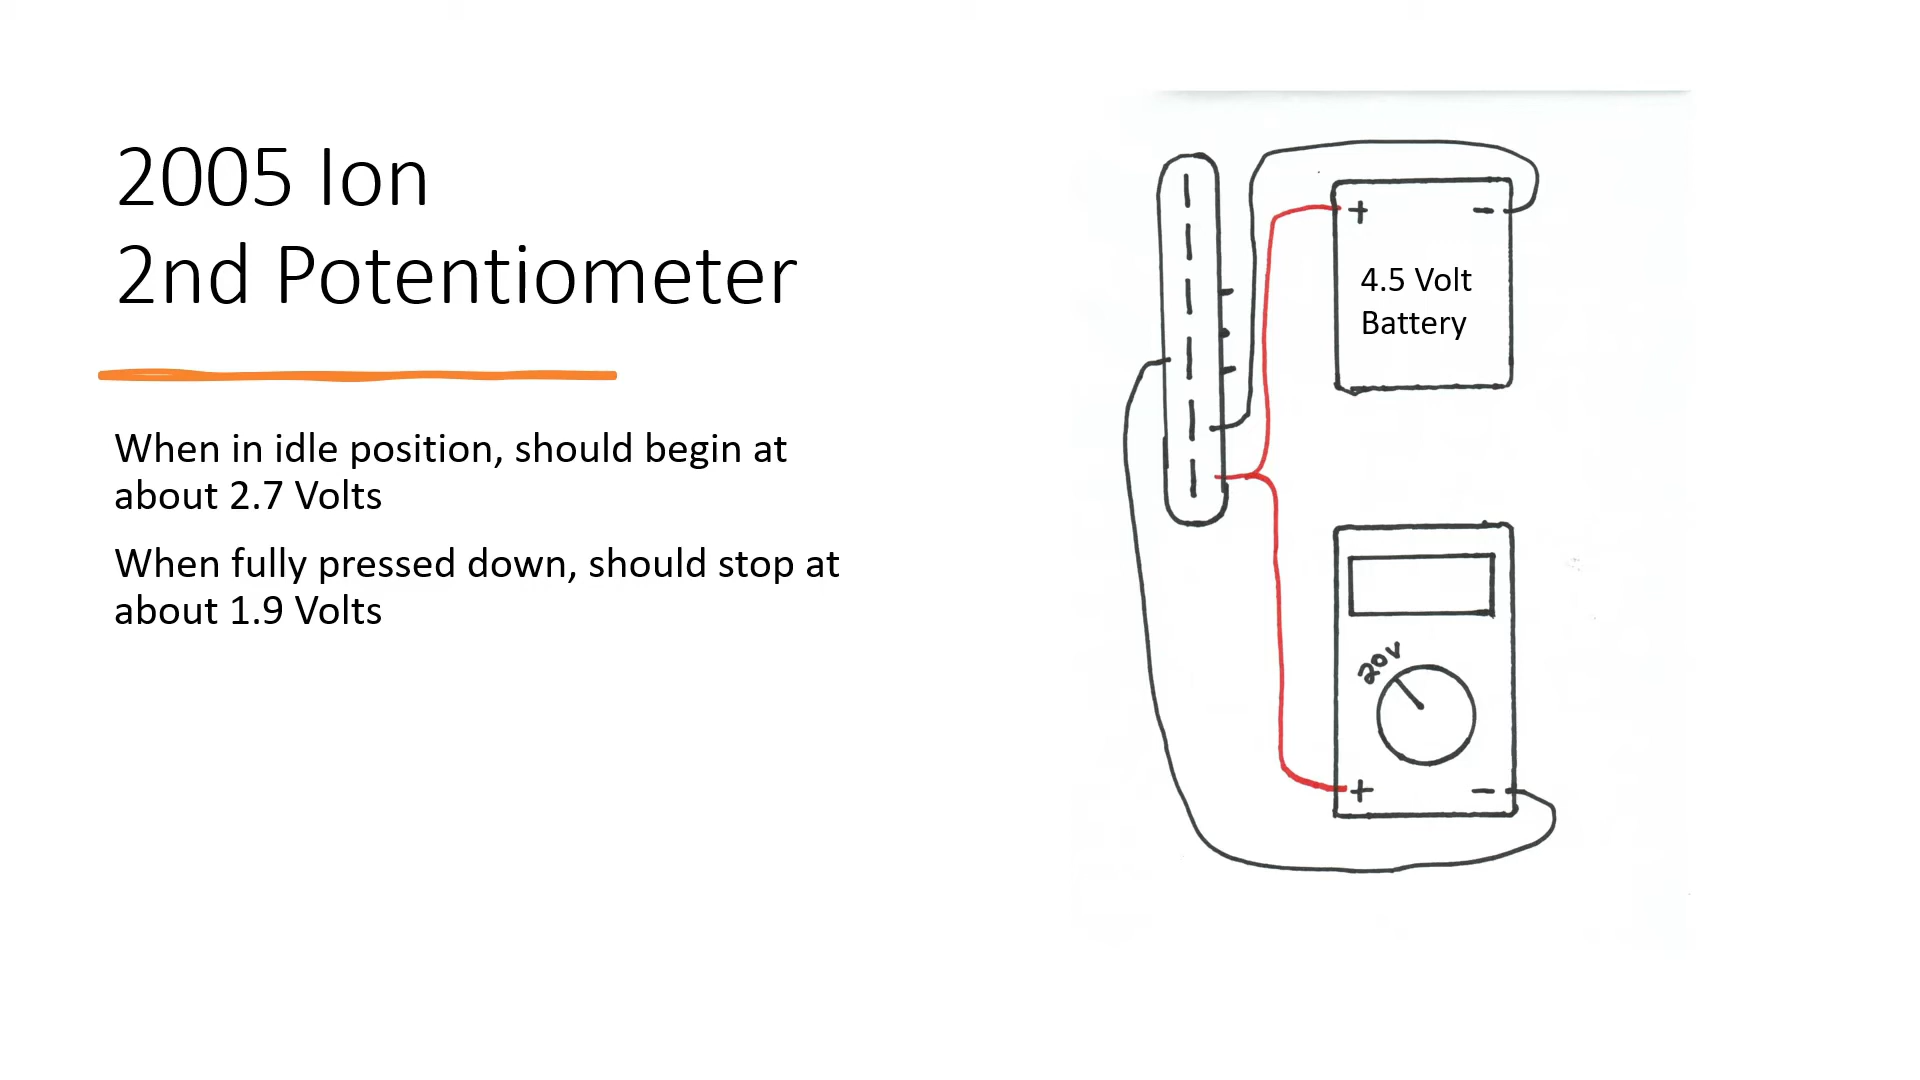 2005 Ion
2nd Potentiometer
When in idle position, should begin at
about 2.7 Volts
When fully pressed down, should stop at
about 1.9 Volts
+ −
4.5 Volt
Battery
20V
+ −